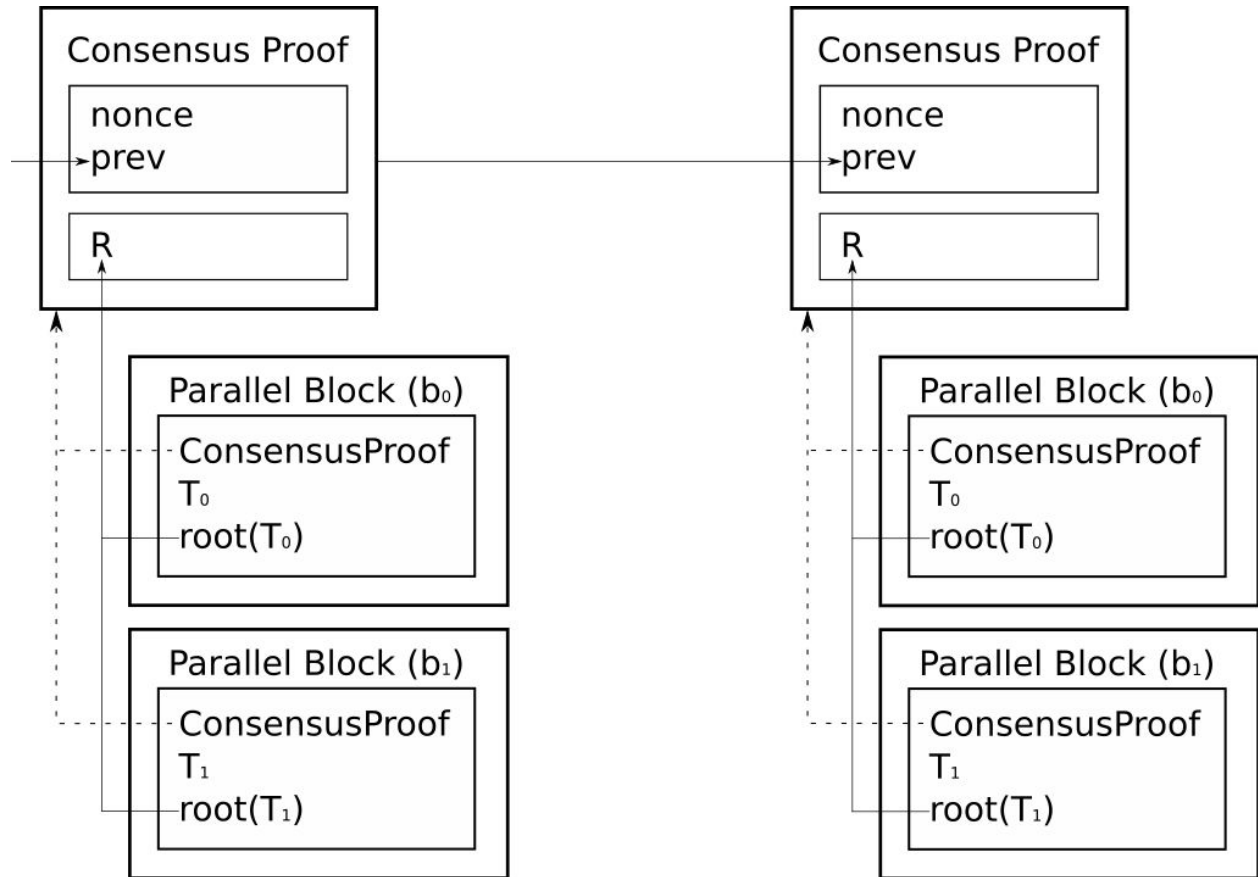 Consensus Proof
nonce
prev
R
Parallel Block (b₀)
ConsensusProof
T₀
root(T₀)
Parallel Block (b₁)
ConsensusProof
T₁
root(T₁)
Consensus Proof
nonce
prev
R
Parallel Block (b₀)
ConsensusProof
T₀
root(T₀)
Parallel Block (b₁)
ConsensusProof
T₁
root(T₁)